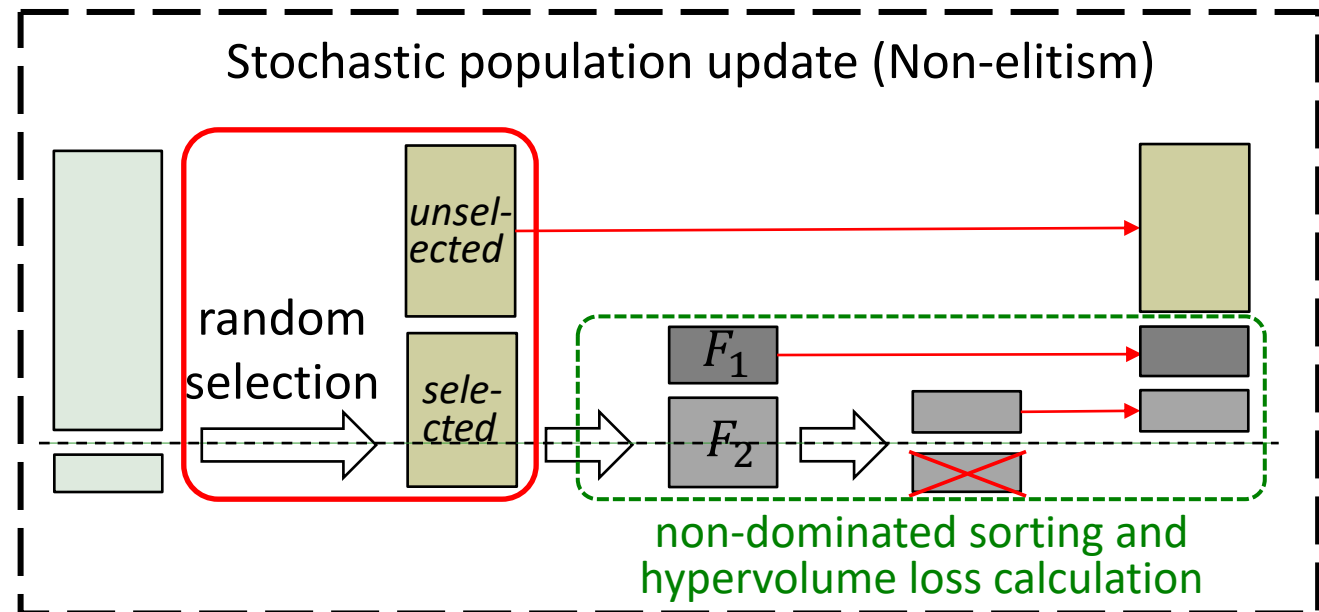 Stochastic population update (Non-elitism)
unsel-
ected
random
selection
sele-
cted
F₁
F₂
non-dominated sorting and
hypervolume loss calculation